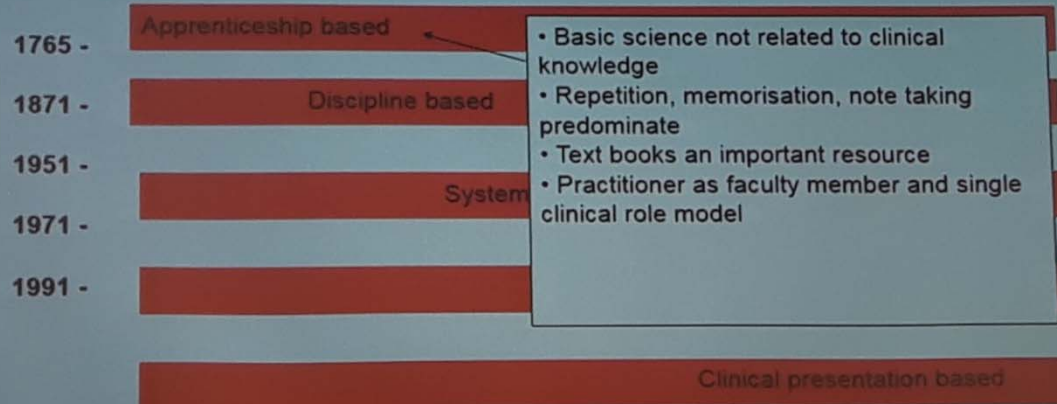 1765 -
Apprenticeship based
• Basic science not related to clinical
knowledge
• Repetition, memorisation, note taking
predominate
• Text books an important resource
• Practitioner as faculty member and single
clinical role model
1871 -
Discipline based
1951 -
System
1971 -
1991 -
Clinical presentation based